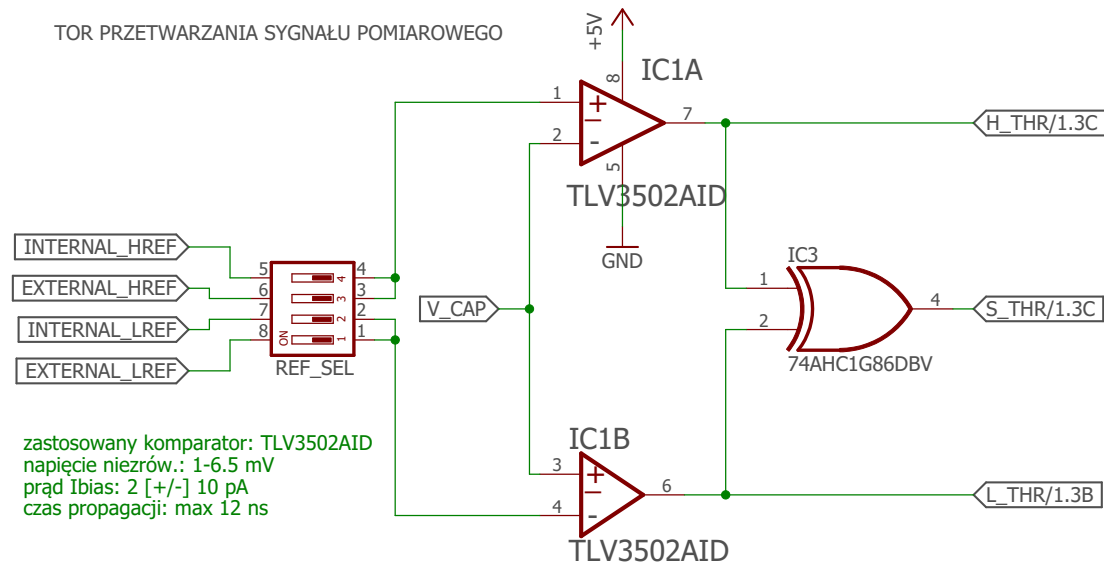 TOR PRZETWARZANIA SYGNAŁU POMIAROWEGO
+5V
IC1A
8
1
+
2
-
7
5
TLV3502AID
GND
H_THR/1.3C
INTERNAL_HREF
EXTERNAL_HREF
INTERNAL_LREF
EXTERNAL_LREF
5 4 4
6 3 3
7 2 2
8 ON 1 1
REF_SEL
V_CAP
IC3
1
2
4
74AHC1G86DBV
S_THR/1.3C
zastosowany komparator: TLV3502AID
napięcie niezrów.: 1-6.5 mV
prąd Ibias: 2 [+/-] 10 pA
czas propagacji: max 12 ns
IC1B
3
+
4
-
6
TLV3502AID
L_THR/1.3B